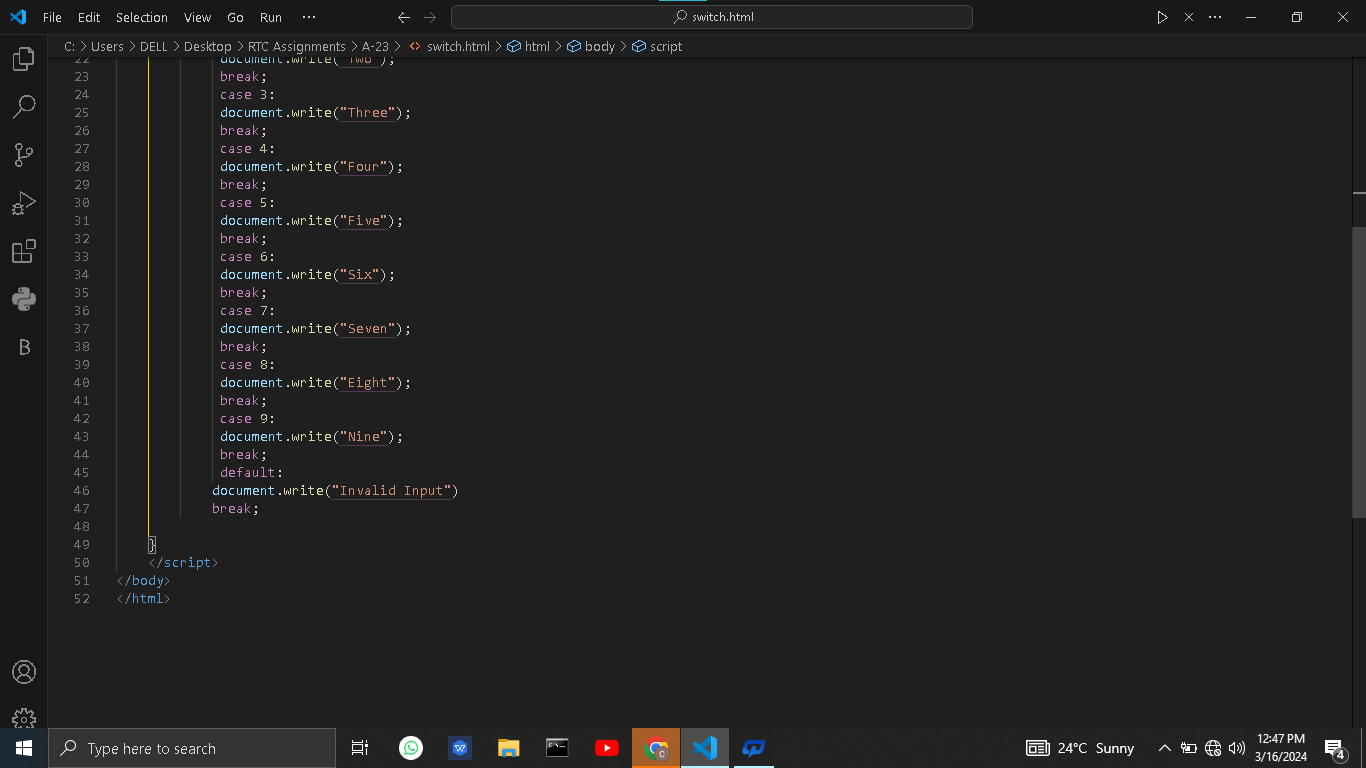 File Edit Selection View Go Run ··· switch.html
C: > Users > DELL > Desktop > RTC Assignments > A-23 > <> switch.html > html > body > script
22 document.write("Two");
23 break;
24 case 3:
25 document.write("Three");
26 break;
27 case 4:
28 document.write("Four");
29 break;
30 case 5:
31 document.write("Five");
32 break;
33 case 6:
34 document.write("Six");
35 break;
36 case 7:
37 document.write("Seven");
38 break;
39 case 8:
40 document.write("Eight");
41 break;
42 case 9:
43 document.write("Nine");
44 break;
45 default:
46 document.write("Invalid Input")
47 break;
48
49 }
50 </script>
51 </body>
52 </html>
B
Type here to search
W
C
24°C Sunny
12:47 PM
3/16/2024
4